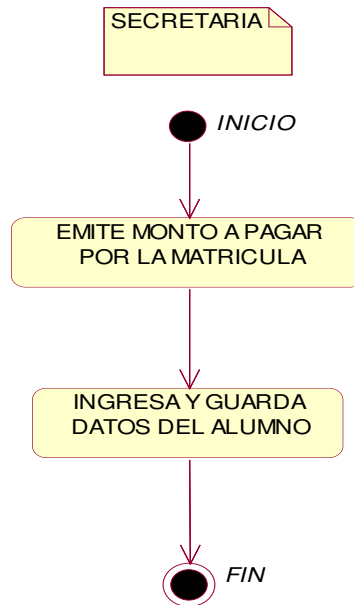 SECRETARIA
INICIO
EMITE MONTO A PAGAR
POR LA MATRICULA
INGRESA Y GUARDA
DATOS DEL ALUMNO
FIN